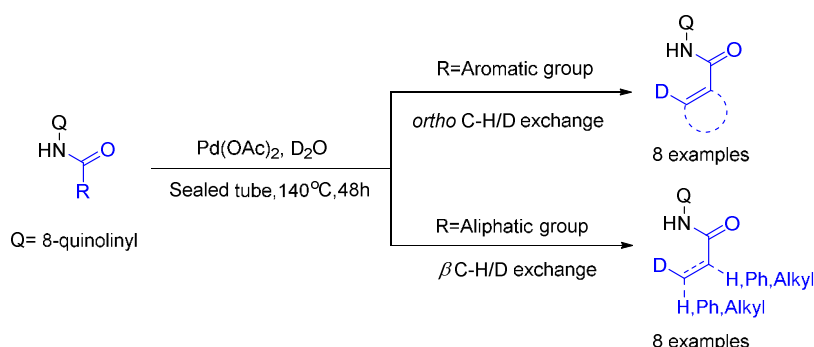 Q
HN
O
R
Q= 8-quinolinyl
Pd(OAc)₂, D₂O
Sealed tube,140°C,48h
R=Aromatic group
ortho C-H/D exchange
Q
HN
O
D
8 examples
R=Aliphatic group
β C-H/D exchange
Q
HN
O
D
H,Ph,Alkyl
H,Ph,Alkyl
8 examples